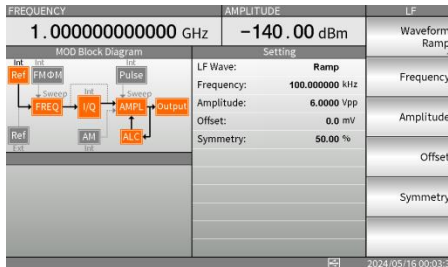 FREQUENCY
AMPLITUDE
LF
1.000000000000 GHz
-140.00 dBm
Waveform
Ramp
MOD Block Diagram
Setting
Int
Int
Ref
FMΦM
Pulse
Sweep
Int
Sweep
FREQ
I/Q
AMPL
Output
Ref
AM
ALC
Ext
Int
LF Wave: Ramp
Frequency: 100.000000 kHz
Amplitude: 6.0000 Vpp
Offset: 0.0 mV
Symmetry: 50.00 %
Frequency
Amplitude
Offset
Symmetry
2024/05/16 00:03: